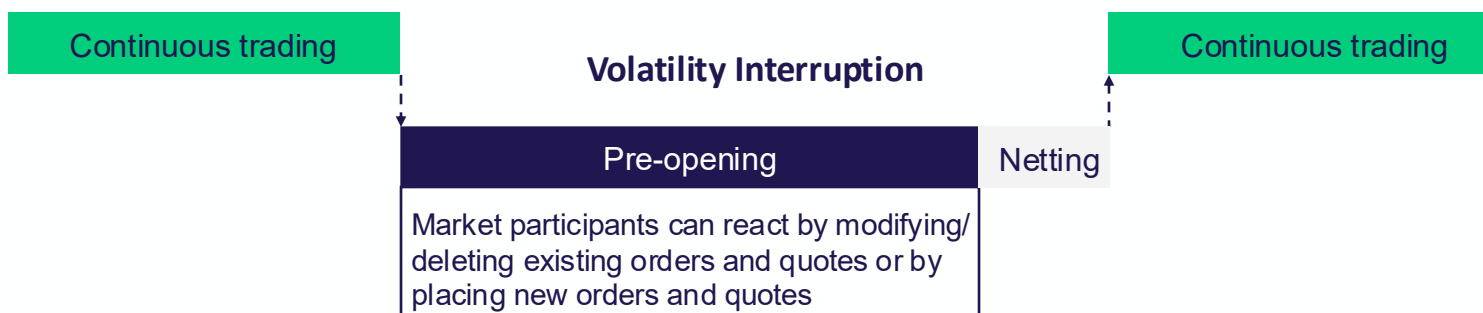 Continuous trading
Volatility Interruption
Continuous trading
Pre-opening
Netting
Market participants can react by modifying/
deleting existing orders and quotes or by
placing new orders and quotes